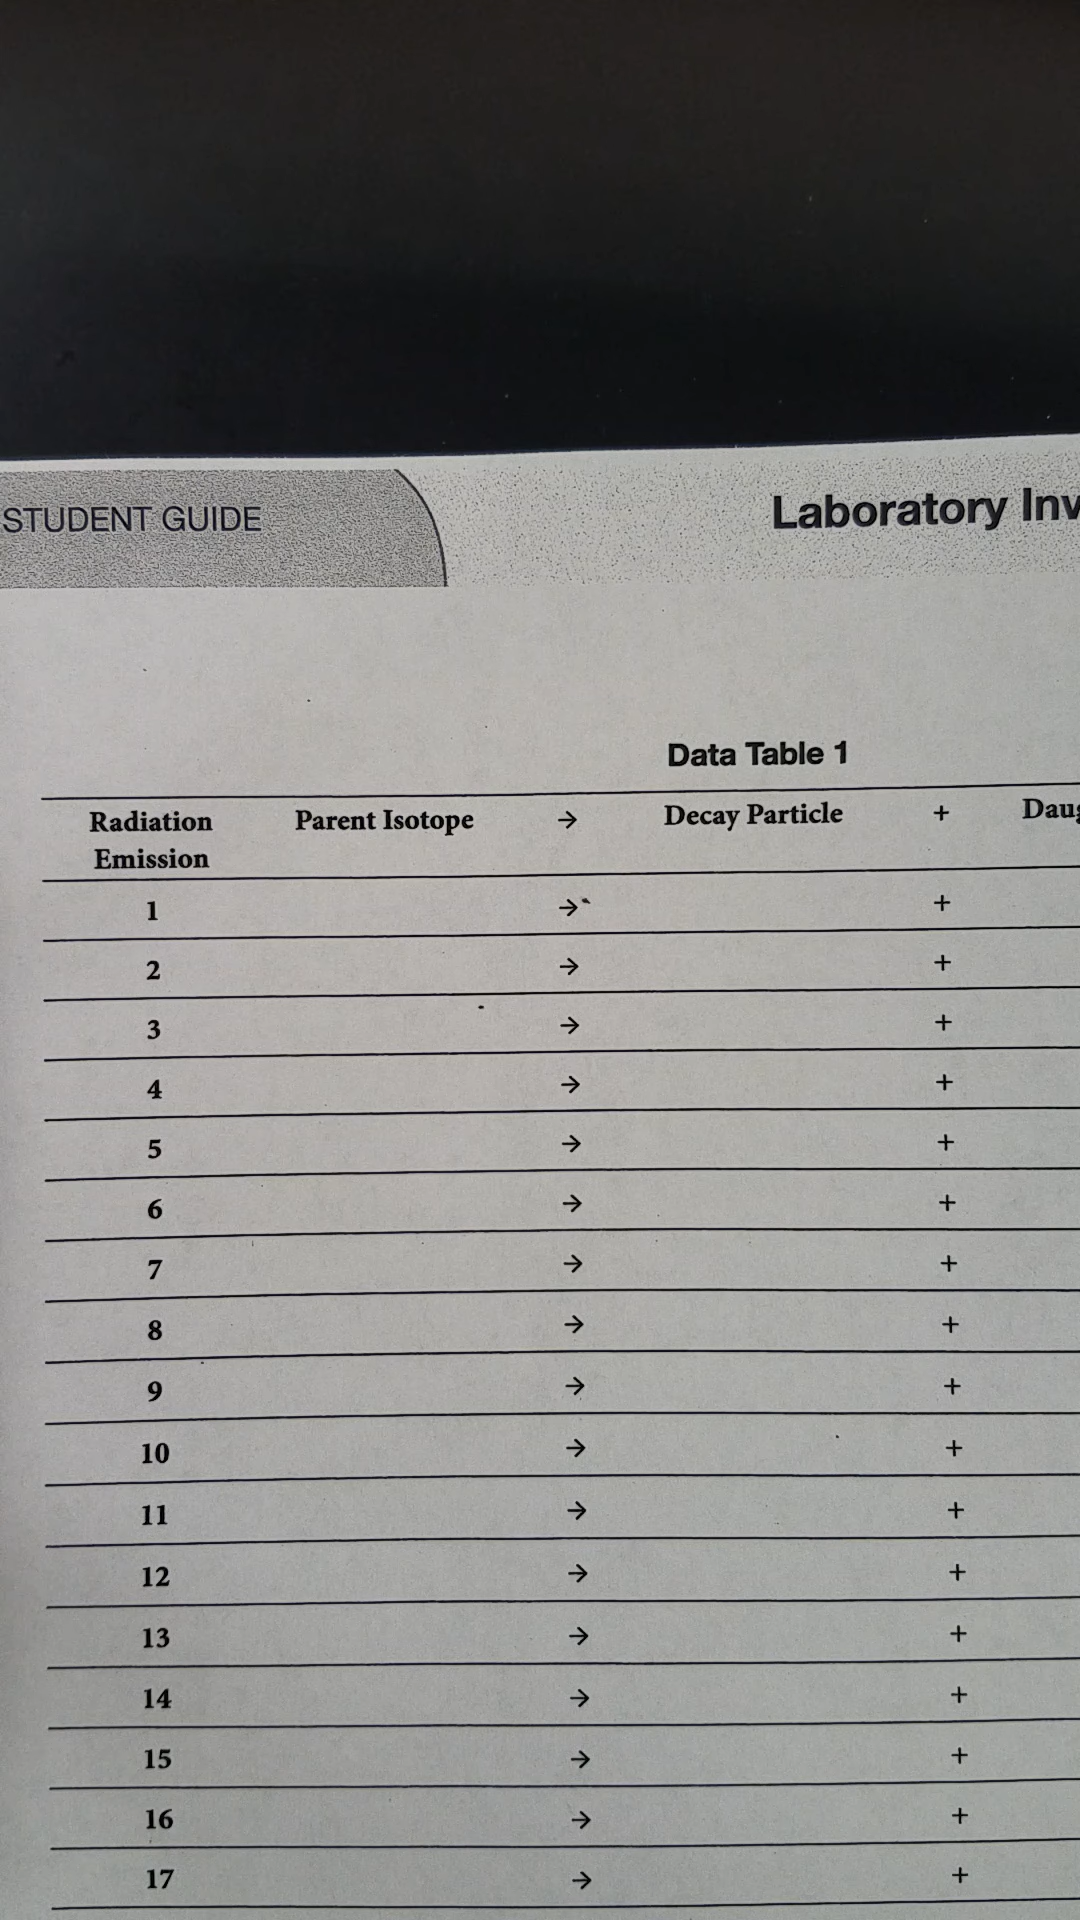 STUDENT GUIDE
Laboratory
Data Table 1
Radiation Emission Parent Isotope → Decay Particle +
1 → +
2 → +
3 → +
4 → +
5 → +
6 → +
7 → +
8 → +
9 → +
10 → +
11 → +
12 → +
13 → +
14 → +
15 → +
16 → +
17 → +